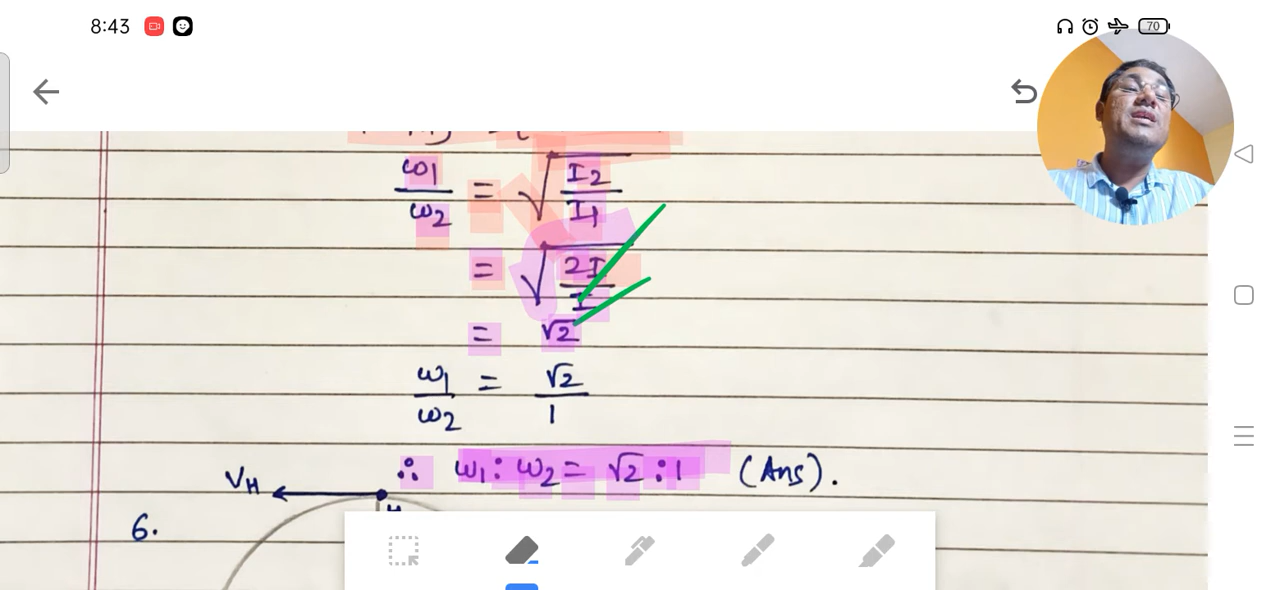 8:43
70
ω1/ω2 = √(I2/I1)
= √(2I/I)
= √2
ω1/ω2 = √2/1
∴ ω1 : ω2 = √2 : 1 (Ans).
VH
6.